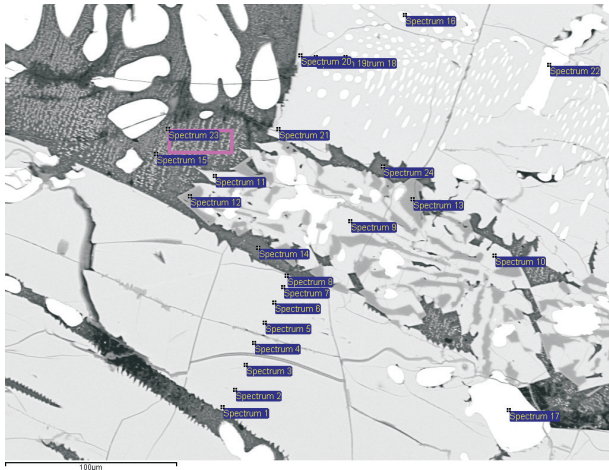 Spectrum 16
Spectrum 20
Spectrum 22
Spectrum 23
Spectrum 21
Spectrum 15
Spectrum 24
Spectrum 11
Spectrum 12
Spectrum 13
Spectrum 9
Spectrum 14
Spectrum 10
Spectrum 8
Spectrum 7
Spectrum 6
Spectrum 5
Spectrum 4
Spectrum 3
Spectrum 2
Spectrum 1
Spectrum 17
100um